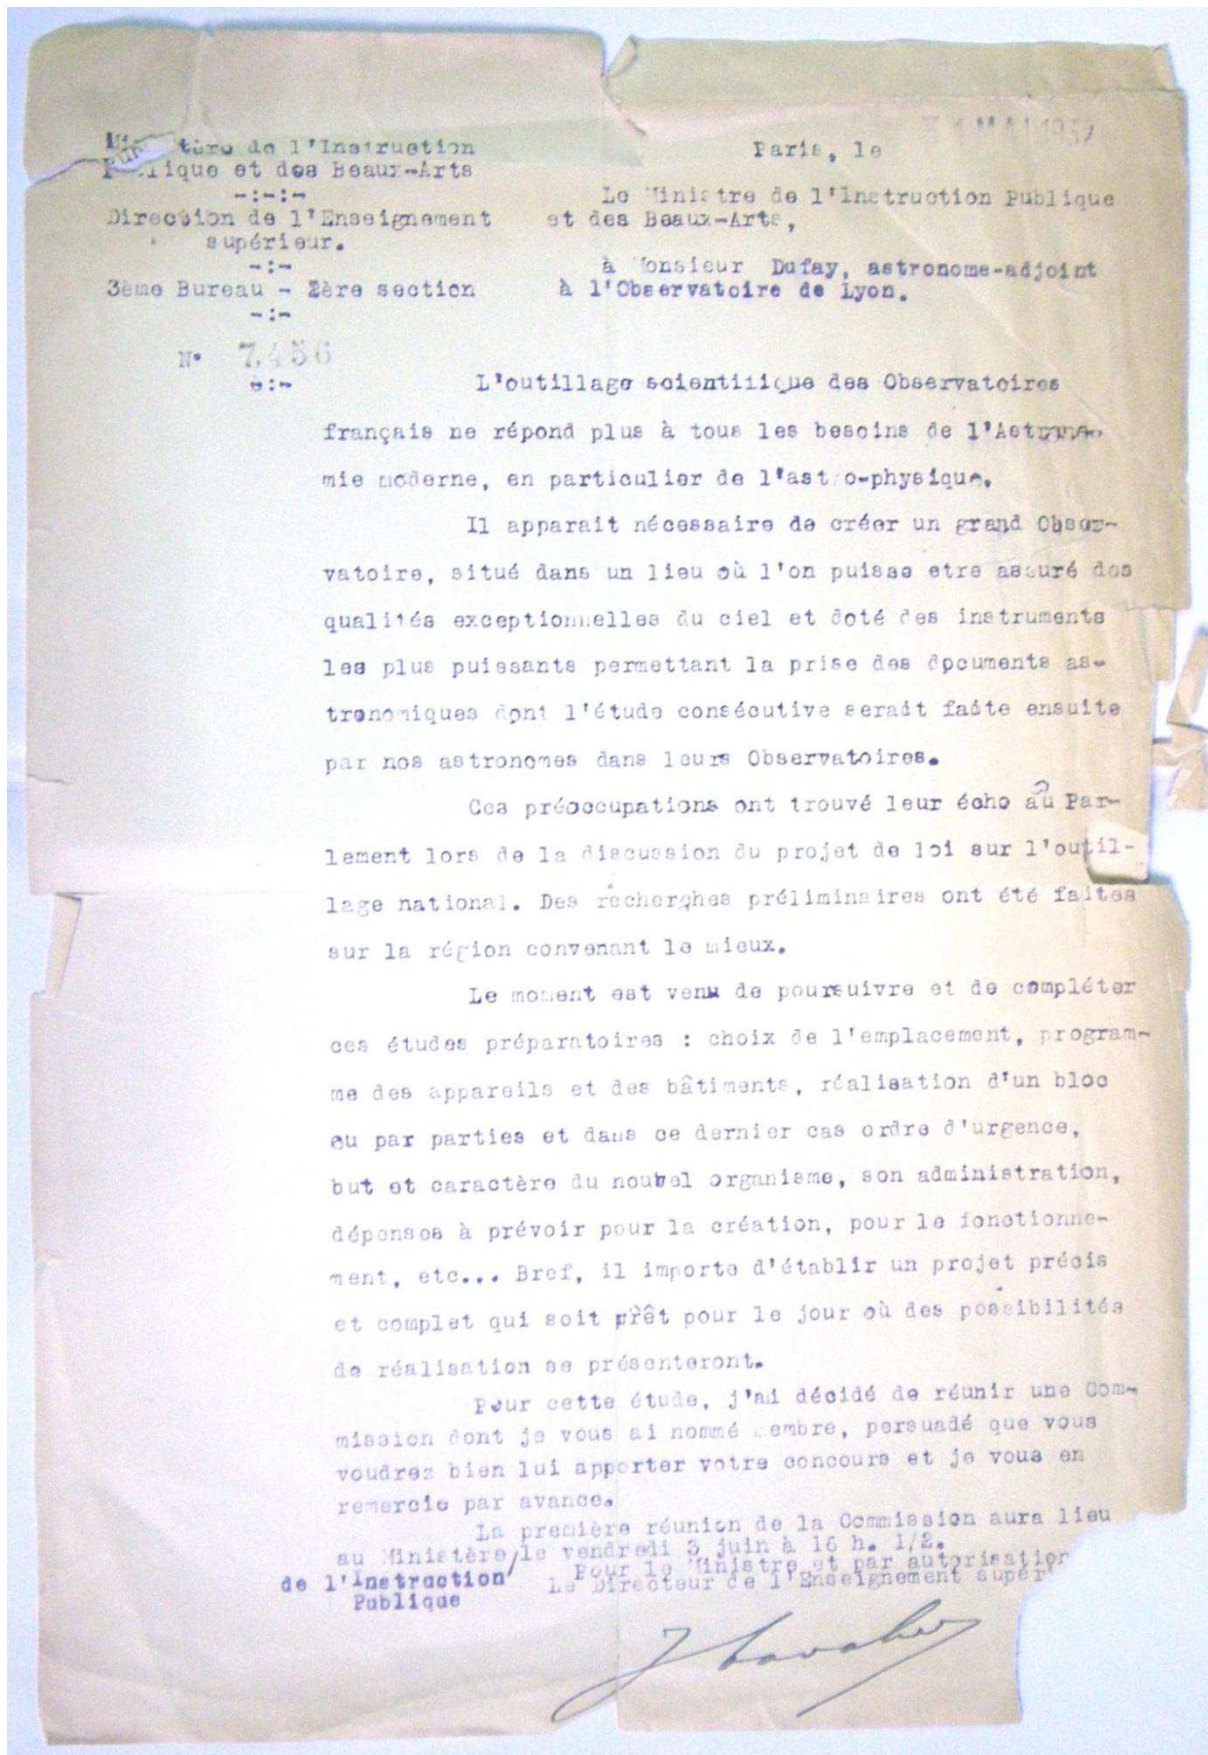 Ministère de l'Instruction
Publique et des Beaux-Arts
-:-:-
Direction de l'Enseignement
supérieur.
-:-
3ème Bureau - 1ère section
-:-
N° 7.456
-:-
31 MAI 1932
Paris, le
Le Ministre de l'Instruction Publique
et des Beaux-Arts,
à Monsieur Dufay, astronome-adjoint
à l'Observatoire de Lyon.
L'outillage scientifique des Observatoires
français ne répond plus à tous les besoins de l'Astrono-
mie moderne, en particulier de l'astro-physique.
Il apparait nécessaire de créer un grand Obser-
vatoire, situé dans un lieu où l'on puisse etre assuré des
qualités exceptionnelles du ciel et doté des instruments
les plus puissants permettant la prise des dpcuments as-
tronomiques dont l'étude consécutive serait faite ensuite
par nos astronomes dans leurs Observatoires.
Ces préoccupations ont trouvé leur écho au Par-
lement lors de la discussion du projet de loi sur l'outil-
lage national. Des recherches préliminaires ont été faites
sur la région convenant le mieux.
Le moment est venu de poursuivre et de compléter
ces études préparatoires : choix de l'emplacement, program-
me des appareils et des bâtiments, réalisation d'un bloc
ou par parties et dans ce dernier cas ordre d'urgence,
but et caractère du nouvel organisme, son administration,
dépenses à prévoir pour la création, pour le fonctionne-
ment, etc... Bref, il importe d'établir un projet précis
et complet qui soit prêt pour le jour où des possibilités
de réalisation se présenteront.
Pour cette étude, j'ai décidé de réunir une Com-
mission dont je vous ai nommé membre, persuadé que vous
voudrez bien lui apporter votre concours et je vous en
remercie par avance.
La première réunion de la Commission aura lieu
au Ministère/le vendredi 3 juin à 16 h. 1/2.
de l'Instruction/
Publique
Pour le Ministre et par autorisation
Le Directeur de l'Enseignement supér